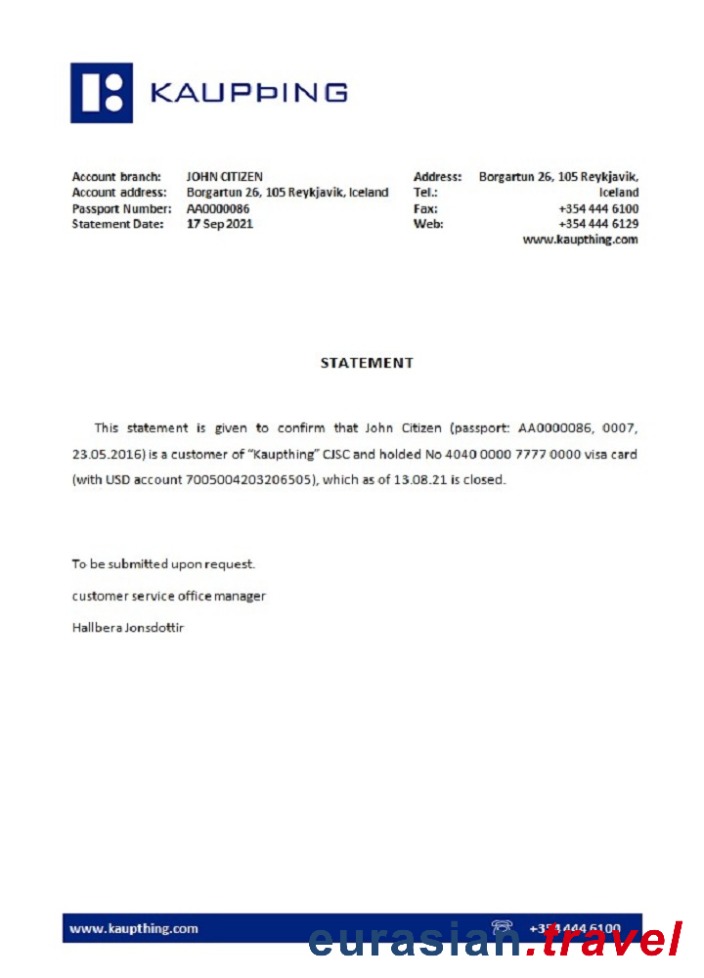 KAUPÞING
Account branch: JOHN CITIZEN
Account address: Borgartun 26, 105 Reykjavik, Iceland
Passport Number: AA0000086
Statement Date: 17 Sep 2021
Address: Borgartun 26, 105 Reykjavik,
Tel.: Iceland
Fax: +354 444 6100
Web: +354 444 6129
www.kaupthing.com
STATEMENT
This statement is given to confirm that John Citizen (passport: AA0000086, 0007,
23.05.2016) is a customer of "Kaupthing" CJSC and holded No 4040 0000 7777 0000 visa card
(with USD account 7005004203206505), which as of 13.08.21 is closed.
To be submitted upon request.
customer service office manager
Hallbera Jonsdottir
www.kaupthing.com ☏ +354 444 6100
eurasian.travel